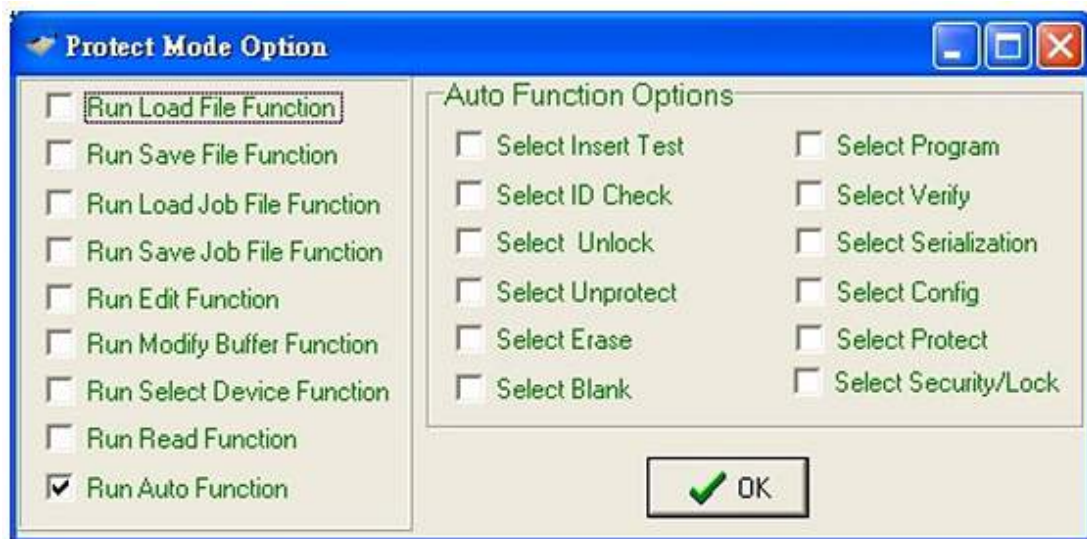 Protect Mode Option
Run Load File Function
Run Save File Function
Run Load Job File Function
Run Save Job File Function
Run Edit Function
Run Modify Buffer Function
Run Select Device Function
Run Read Function
Run Auto Function
Auto Function Options
Select Insert Test
Select ID Check
Select Unlock
Select Unprotect
Select Erase
Select Blank
Select Program
Select Verify
Select Serialization
Select Config
Select Protect
Select Security/Lock
OK